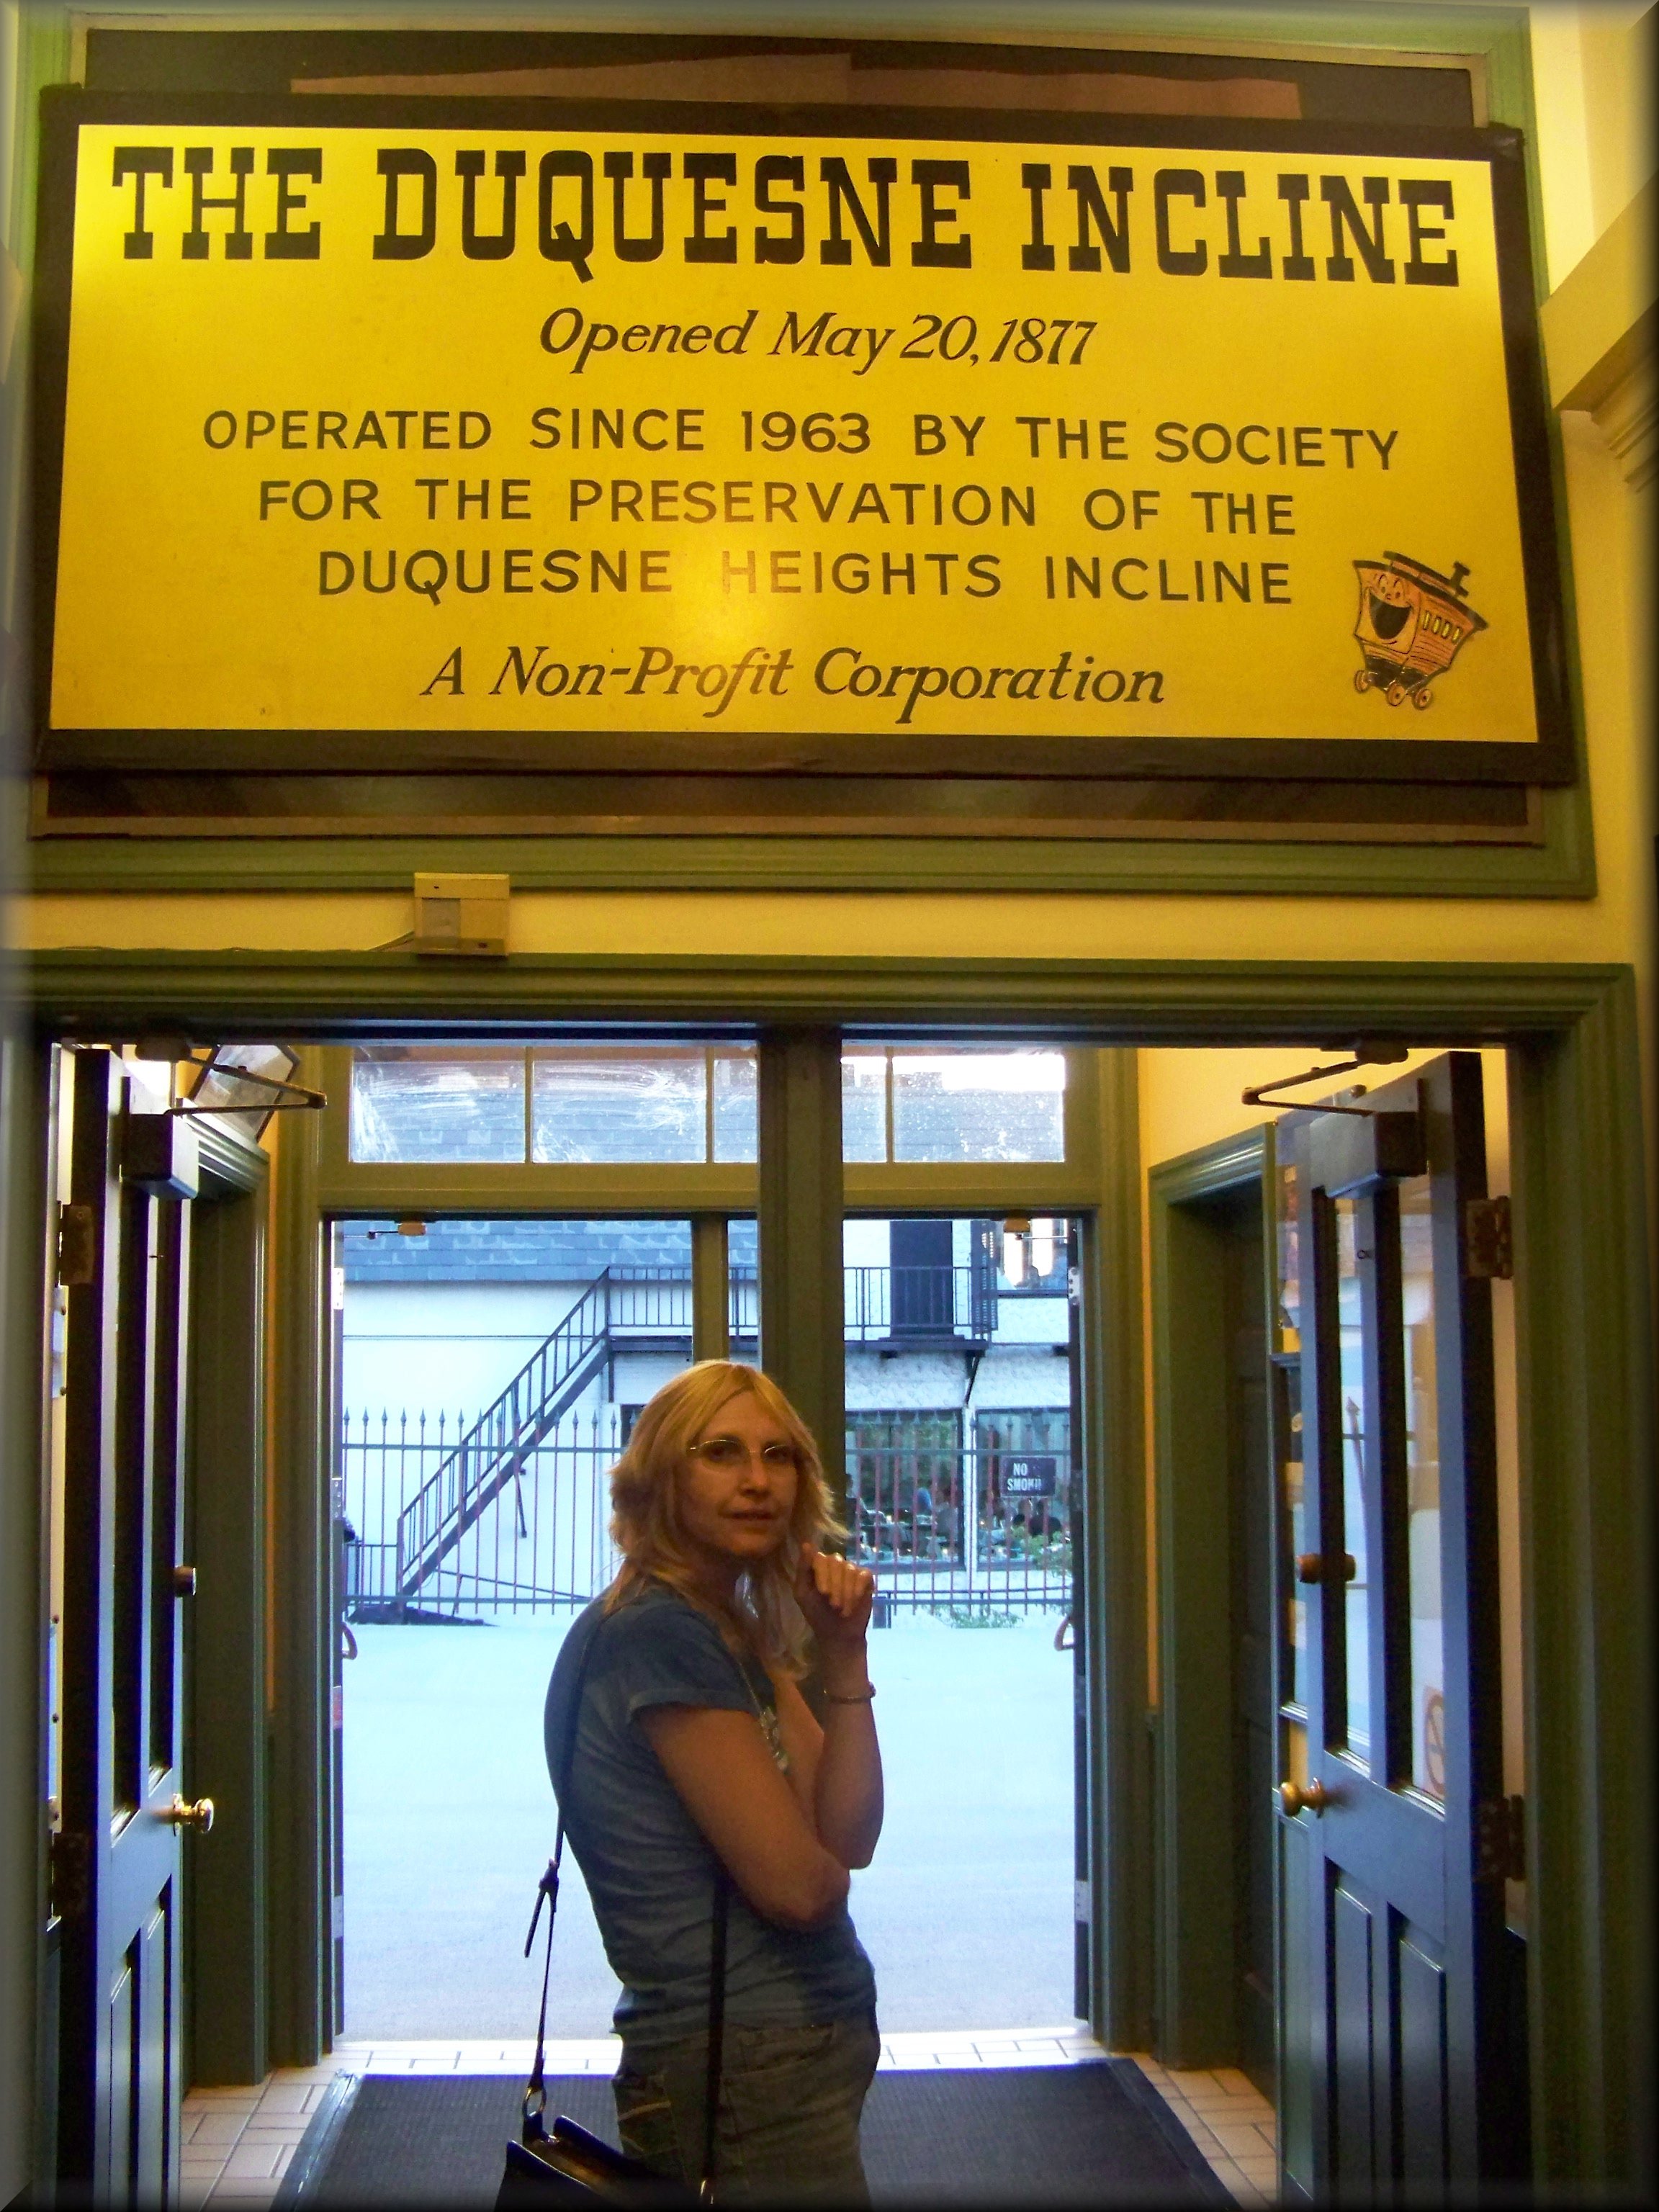 THE DUQUESNE INCLINE
Opened May 20, 1877
OPERATED SINCE 1963 BY THE SOCIETY
FOR THE PRESERVATION OF THE
DUQUESNE HEIGHTS INCLINE
A Non-Profit Corporation
NO